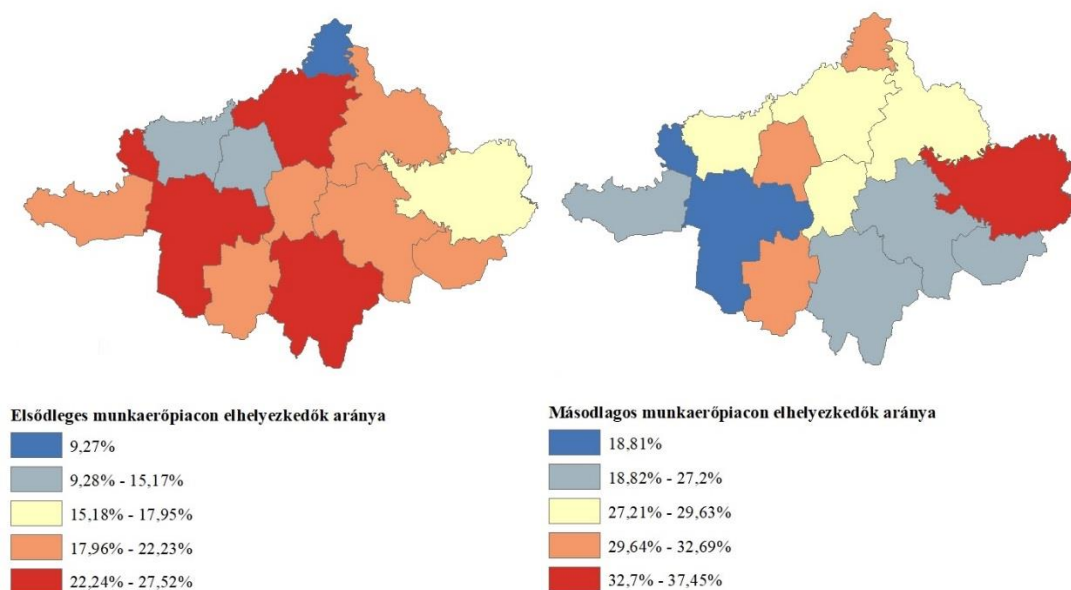 Elsődleges munkaerőpiacon elhelyezkedők aránya
9,27%
9,28% - 15,17%
15,18% - 17,95%
17,96% - 22,23%
22,24% - 27,52%
Másodlagos munkaerőpiacon elhelyezkedők aránya
18,81%
18,82% - 27,2%
27,21% - 29,63%
29,64% - 32,69%
32,7% - 37,45%